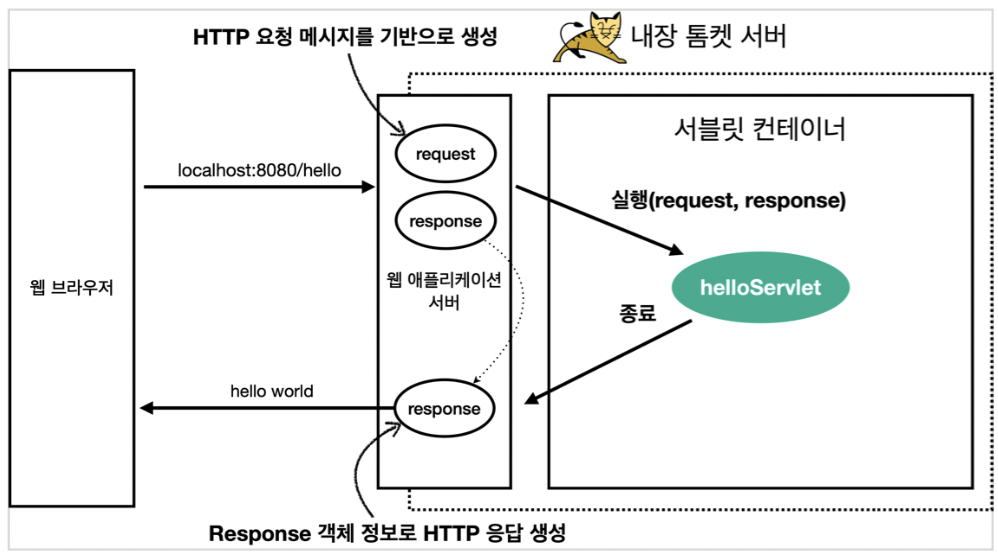 HTTP 요청 메시지를 기반으로 생성
내장 톰켓 서버
서블릿 컨테이너
request
localhost:8080/hello
실행(request, response)
response
웹 애플리케이션
서버
웹 브라우저
helloServlet
종료
hello world
response
Response 객체 정보로 HTTP 응답 생성